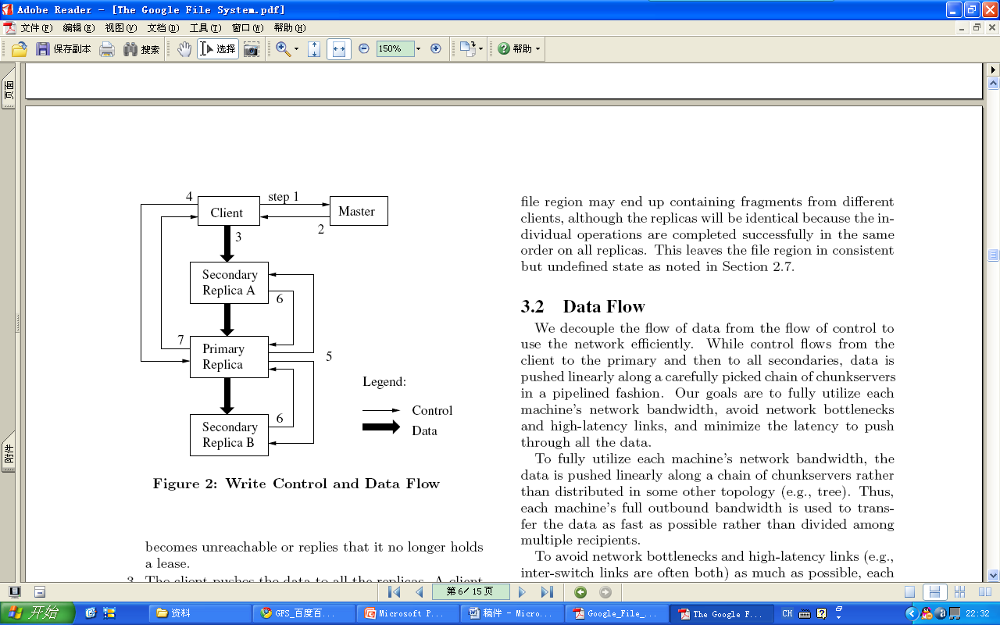 Adobe Reader - [The Google File System.pdf]
文件(F) 编辑(E) 视图(V) 文档(D) 工具(T) 窗口(W) 帮助(H)
保存副本 搜索 选择 150% 帮助
页面
附件
4 step 1
Client Master
3 2
Secondary
Replica A
6
7
Primary
Replica
5
6
Secondary
Replica B
Legend:
Control
Data
Figure 2: Write Control and Data Flow
becomes unreachable or replies that it no longer holds
a lease.
3. The client pushes the data to all the replicas. A client
file region may end up containing fragments from different
clients, although the replicas will be identical because the in-
dividual operations are completed successfully in the same
order on all replicas. This leaves the file region in consistent
but undefined state as noted in Section 2.7.
3.2 Data Flow
We decouple the flow of data from the flow of control to
use the network efficiently. While control flows from the
client to the primary and then to all secondaries, data is
pushed linearly along a carefully picked chain of chunkservers
in a pipelined fashion. Our goals are to fully utilize each
machine's network bandwidth, avoid network bottlenecks
and high-latency links, and minimize the latency to push
through all the data.
To fully utilize each machine's network bandwidth, the
data is pushed linearly along a chain of chunkservers rather
than distributed in some other topology (e.g., tree). Thus,
each machine's full outbound bandwidth is used to trans-
fer the data as fast as possible rather than divided among
multiple recipients.
To avoid network bottlenecks and high-latency links (e.g.,
inter-switch links are often both) as much as possible, each
第 6/ 15 页
开始 资料 GFS_百度百... Microsoft P... 稿件 - Micro... Google_File_... The Google F... CH 22:32